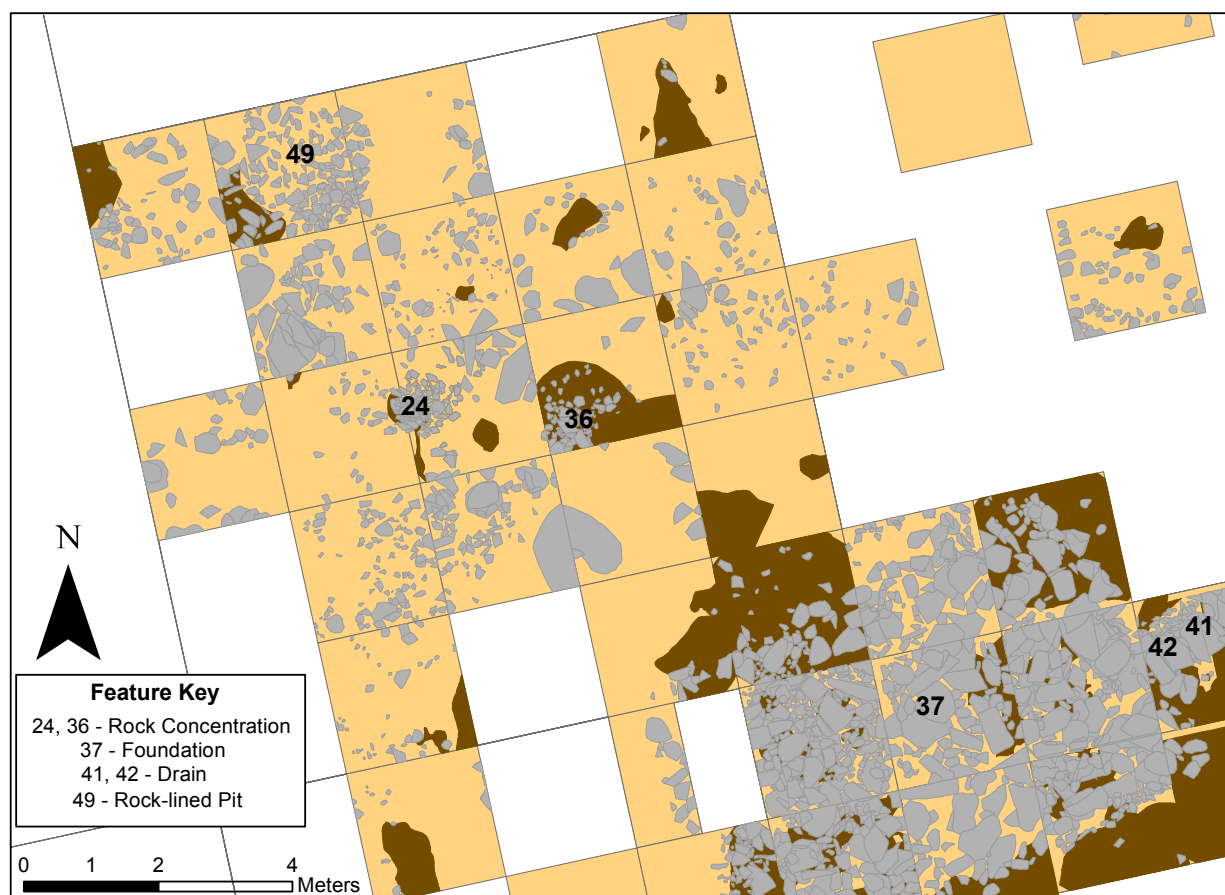 49
24
36
41
42
37
N
Feature Key
24, 36 - Rock Concentration
37 - Foundation
41, 42 - Drain
49 - Rock-lined Pit
0 1 2 4
Meters